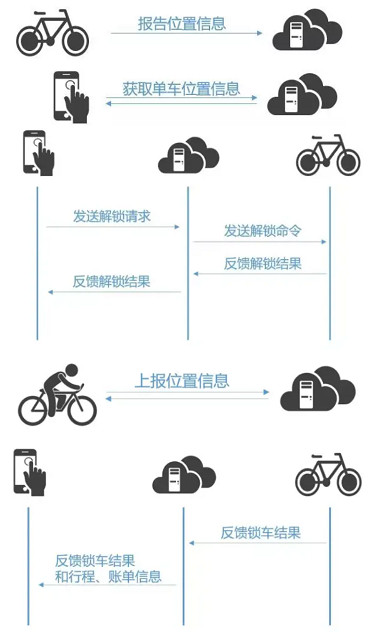 报告位置信息
获取单车位置信息
发送解锁请求
发送解锁命令
反馈解锁结果
反馈解锁结果
上报位置信息
反馈锁车结果
反馈锁车结果
和行程、账单信息